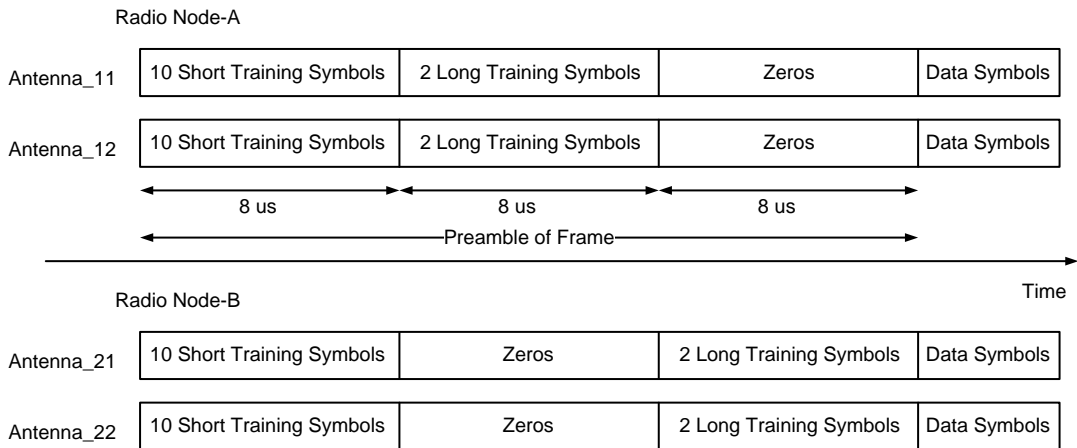 Radio Node-A
Antenna_11 10 Short Training Symbols 2 Long Training Symbols Zeros Data Symbols
Antenna_12 10 Short Training Symbols 2 Long Training Symbols Zeros Data Symbols
8 us 8 us 8 us
Preamble of Frame
Time
Radio Node-B
Antenna_21 10 Short Training Symbols Zeros 2 Long Training Symbols Data Symbols
Antenna_22 10 Short Training Symbols Zeros 2 Long Training Symbols Data Symbols